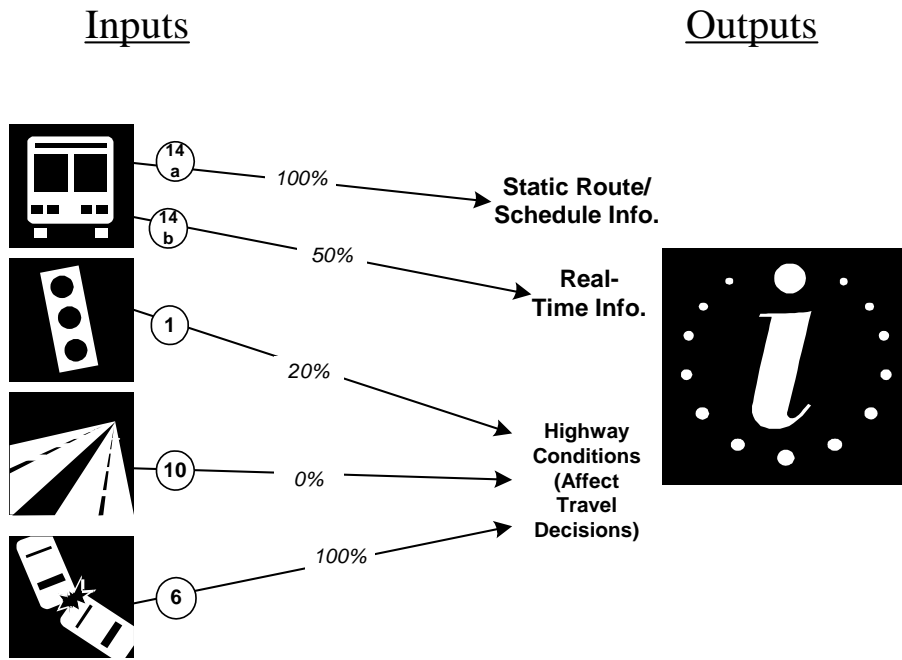 Inputs
Outputs
14
a
100%
Static Route/
Schedule Info.
14
b
50%
Real-
Time Info.
1
20%
Highway
Conditions
(Affect
Travel
Decisions)
10
0%
6
100%
i